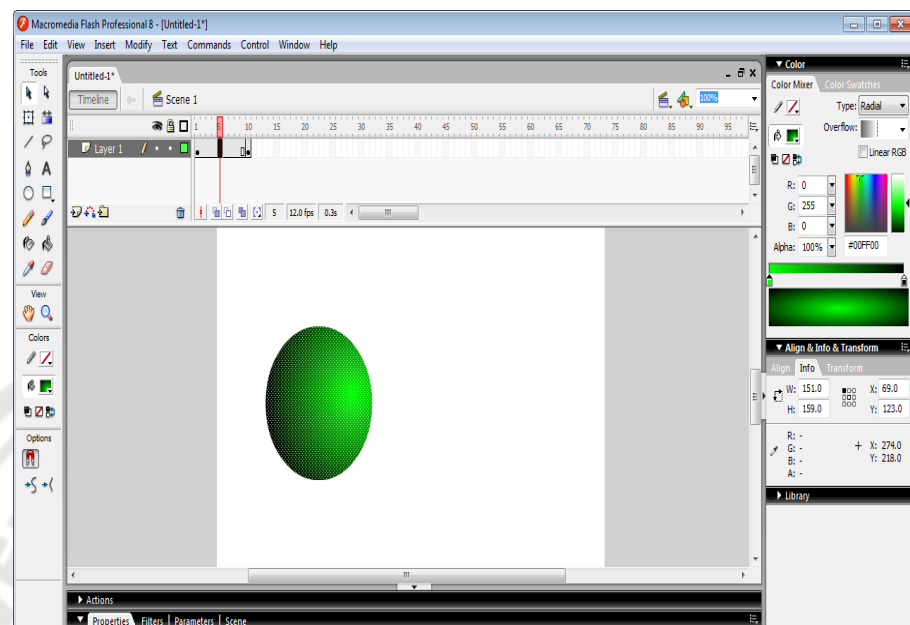 Macromedia Flash Professional 8 - [Untitled-1*]
File Edit View Insert Modify Text Commands Control Window Help
Tools
View
Colors
Options
Untitled-1*
Timeline Scene 1 100%
1 5 10 15 20 25 30 35 40 45 50 55 60 65 70 75 80 85 90 95
Layer 1
5 12.0 fps 0.3s
Actions
Properties Filters Parameters Scene
Color
Color Mixer Color Swatches
Type: Radial
Overflow:
Linear RGB
R: 0
G: 255
B: 0
Alpha: 100% #00FF00
Align & Info & Transform
Align Info Transform
W: 151.0 X: 69.0
H: 159.0 Y: 123.0
R: -
G: - + X: 274.0
B: - Y: 218.0
A: -
Library